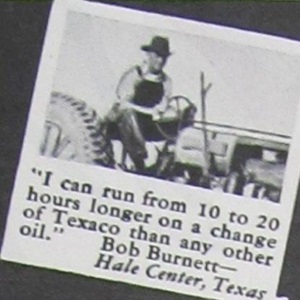 "I can run from 10 to 20
hours longer on a change
of Texaco than any other
oil."
Bob Burnett—
Hale Center, Texas